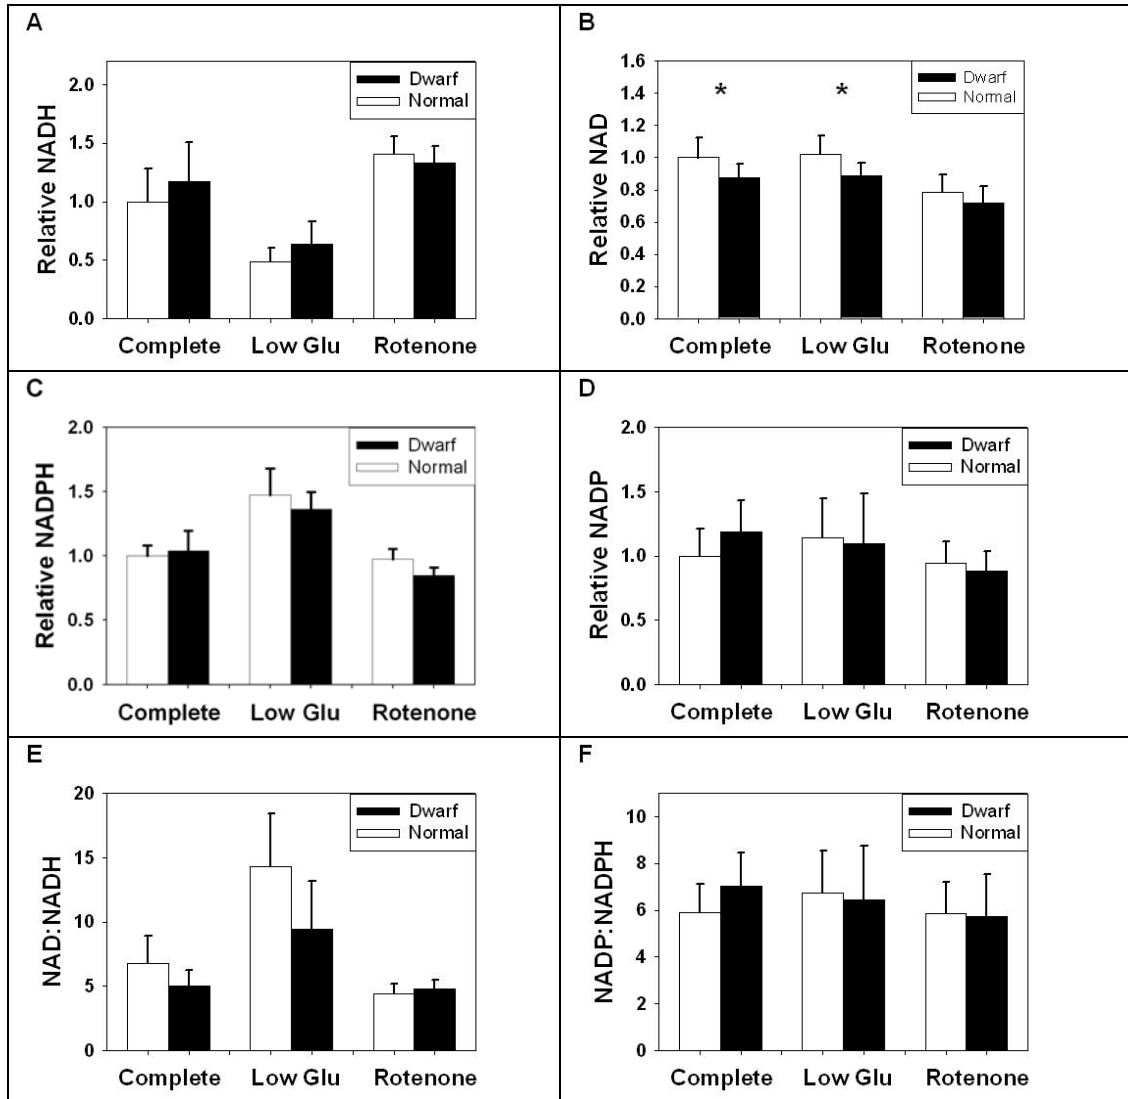 A
Relative NADH
2.0
1.5
1.0
0.5
0.0
Dwarf
Normal
Complete Low Glu Rotenone
B
Relative NAD
1.6
1.4
1.2
1.0
0.8
0.6
0.4
0.2
0.0
* *
Dwarf
Normal
Complete Low Glu Rotenone
C
Relative NADPH
2.0
1.5
1.0
0.5
0.0
Dwarf
Normal
Complete Low Glu Rotenone
D
Relative NADP
2.0
1.5
1.0
0.5
0.0
Dwarf
Normal
Complete Low Glu Rotenone
E
NAD:NADH
20
15
10
5
0
Dwarf
Normal
Complete Low Glu Rotenone
F
NADP:NADPH
10
8
6
4
2
0
Dwarf
Normal
Complete Low Glu Rotenone